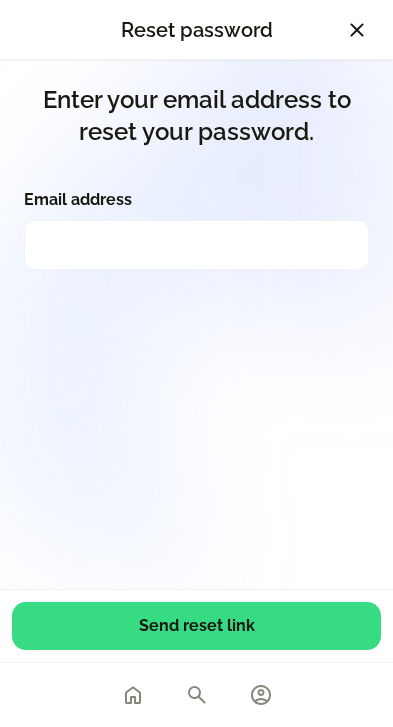 Reset password
Enter your email address to
reset your password.
Email address
Send reset link